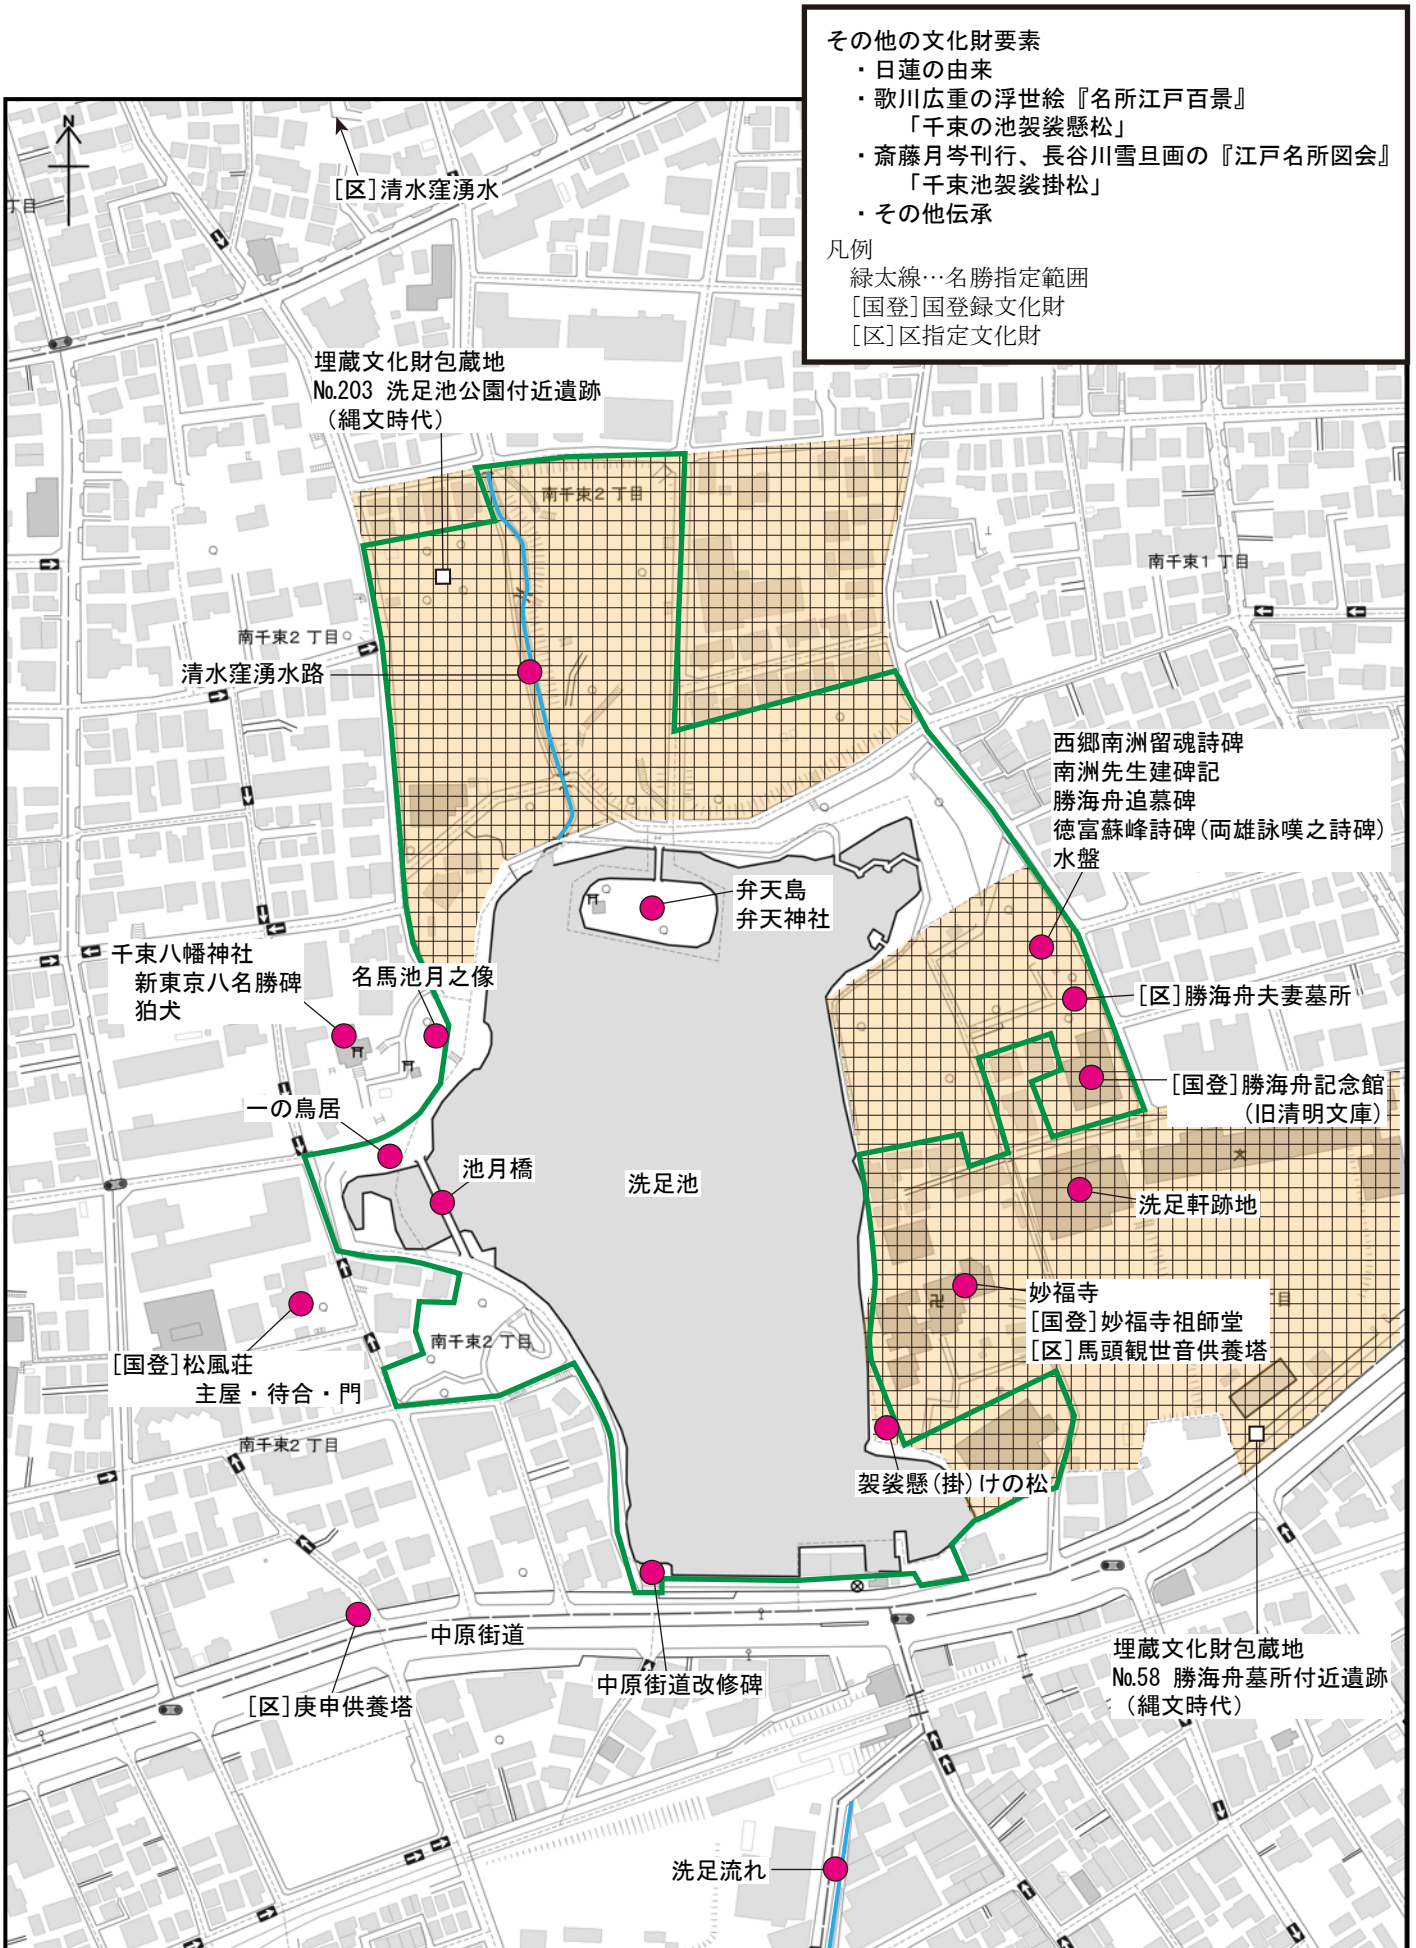 その他の文化財要素
・日蓮の由来
・歌川広重の浮世絵『名所江戸百景』
「千束の池袈裟懸松」
・斎藤月岑刊行、長谷川雪旦画の『江戸名所図会』
「千束池袈裟掛松」
・その他伝承
凡例
緑太線…名勝指定範囲
[国登]国登録文化財
[区]区指定文化財
N
[区]清水窪湧水
丁目
埋蔵文化財包蔵地
№203 洗足池公園付近遺跡
（縄文時代）
南千束2 丁目
南千束1 丁目
南千束2 丁目
清水窪湧水路
西郷南洲留魂詩碑
南洲先生建碑記
勝海舟追慕碑
徳富蘇峰詩碑(両雄詠嘆之詩碑)
水盤
弁天島
弁天神社
千束八幡神社
新東京八名勝碑
狛犬
名馬池月之像
[区]勝海舟夫妻墓所
[国登]勝海舟記念館
（旧清明文庫）
一の鳥居
池月橋
洗足池
洗足軒跡地
妙福寺
[国登]妙福寺祖師堂
[区]馬頭観世音供養塔
目
南千束2 丁目
[国登]松風荘
主屋・待合・門
南千束2 丁目
袈裟懸(掛)けの松
中原街道
中原街道改修碑
[区]庚申供養塔
埋蔵文化財包蔵地
№58 勝海舟墓所付近遺跡
（縄文時代）
洗足流れ